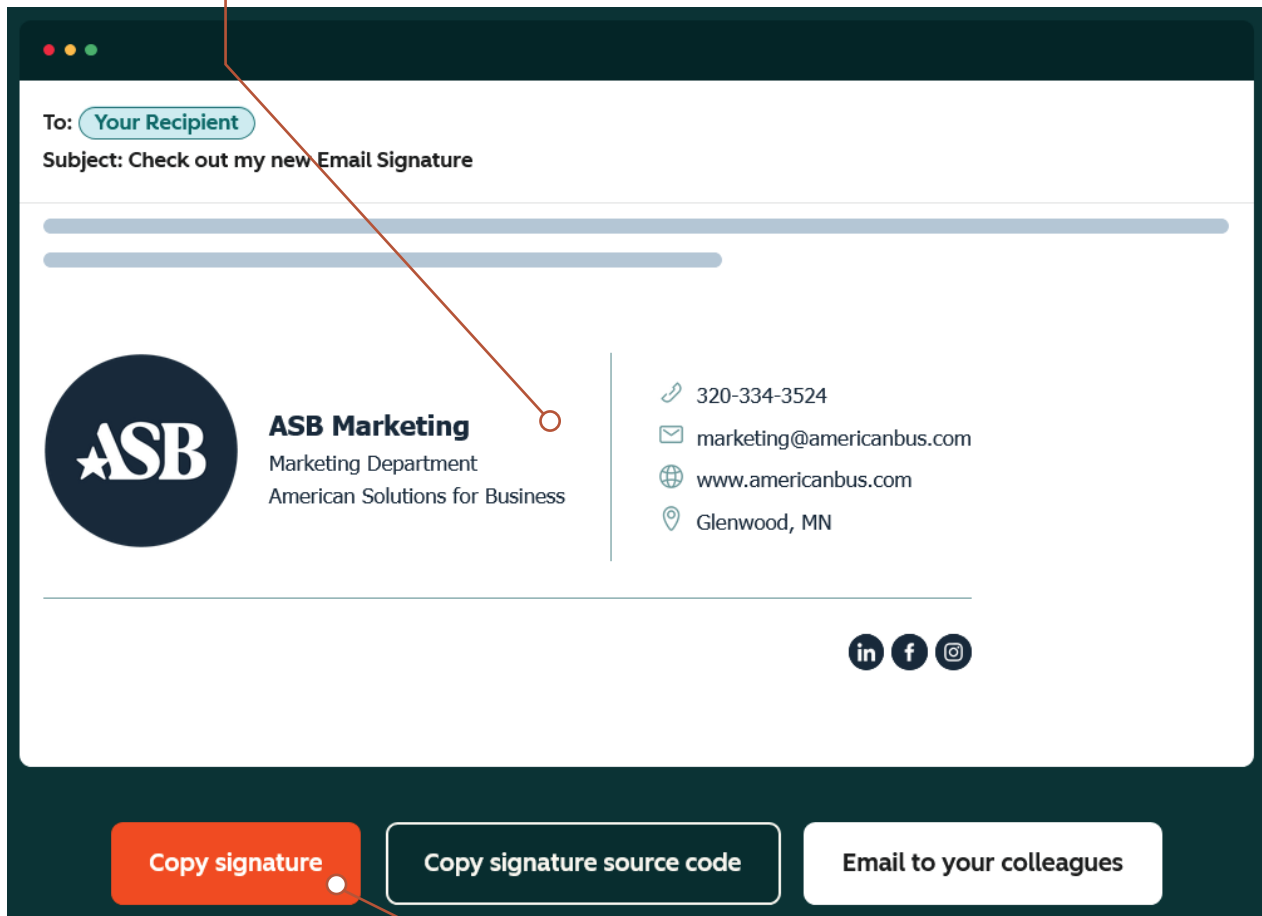 To: Your Recipient
Subject: Check out my new Email Signature
ASB
ASB Marketing
Marketing Department
American Solutions for Business
320-334-3524
marketing@americanbus.com
www.americanbus.com
Glenwood, MN
in f
Copy signature
Copy signature source code
Email to your colleagues